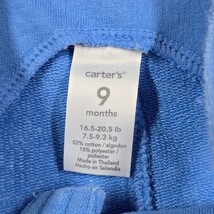 carter's
9
months
16.5-20.5 lb
7.5-9.3 kg
82% cotton / algodon
18% polyester /
poliester
Made in Thailand
Hecho en Tailandia